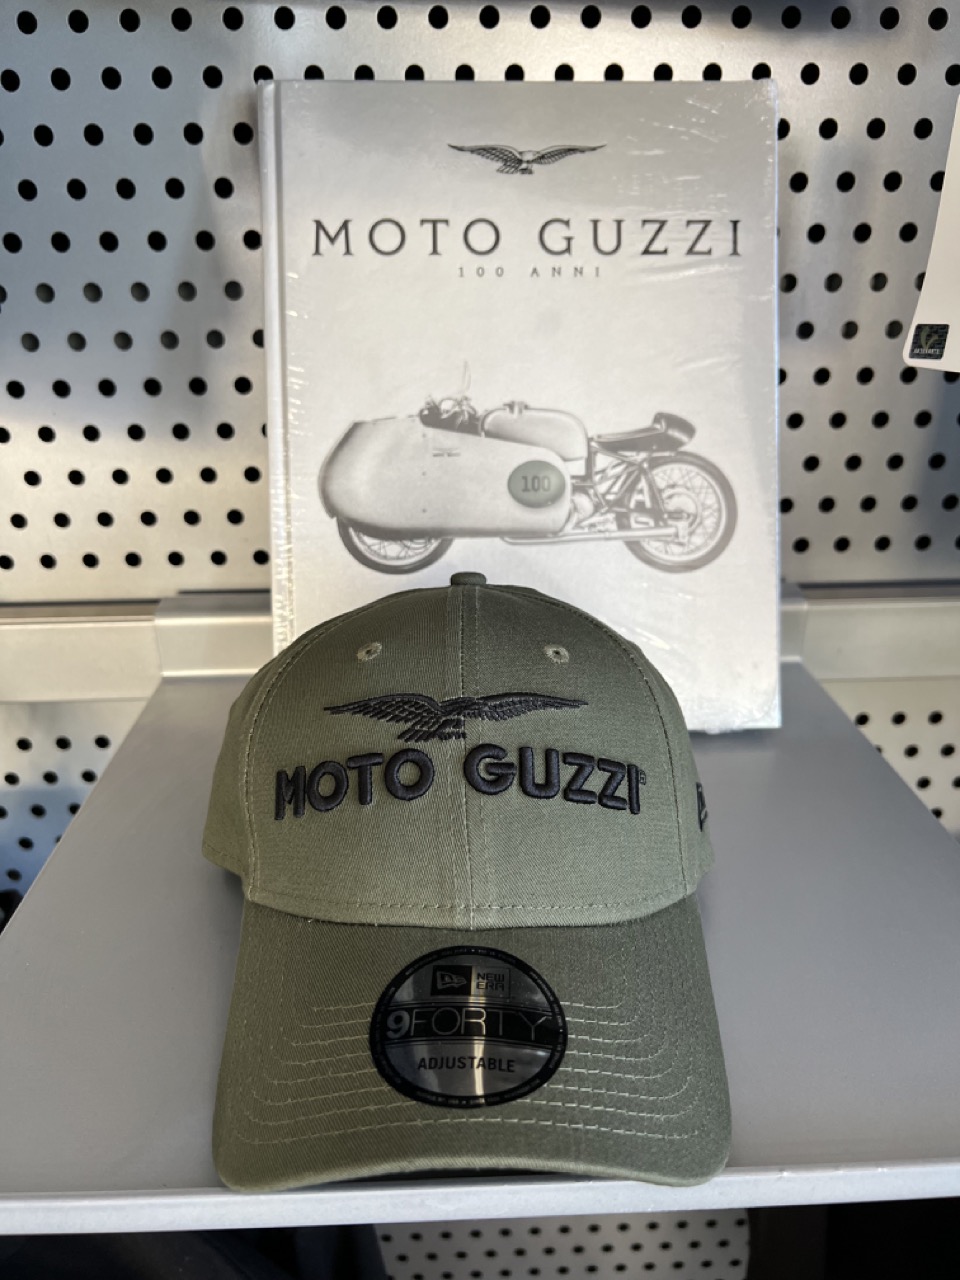 MOTO GUZZI
100 ANNI
100
MOTO GUZZI
NEW
ERA
9FORTY
ADJUSTABLE